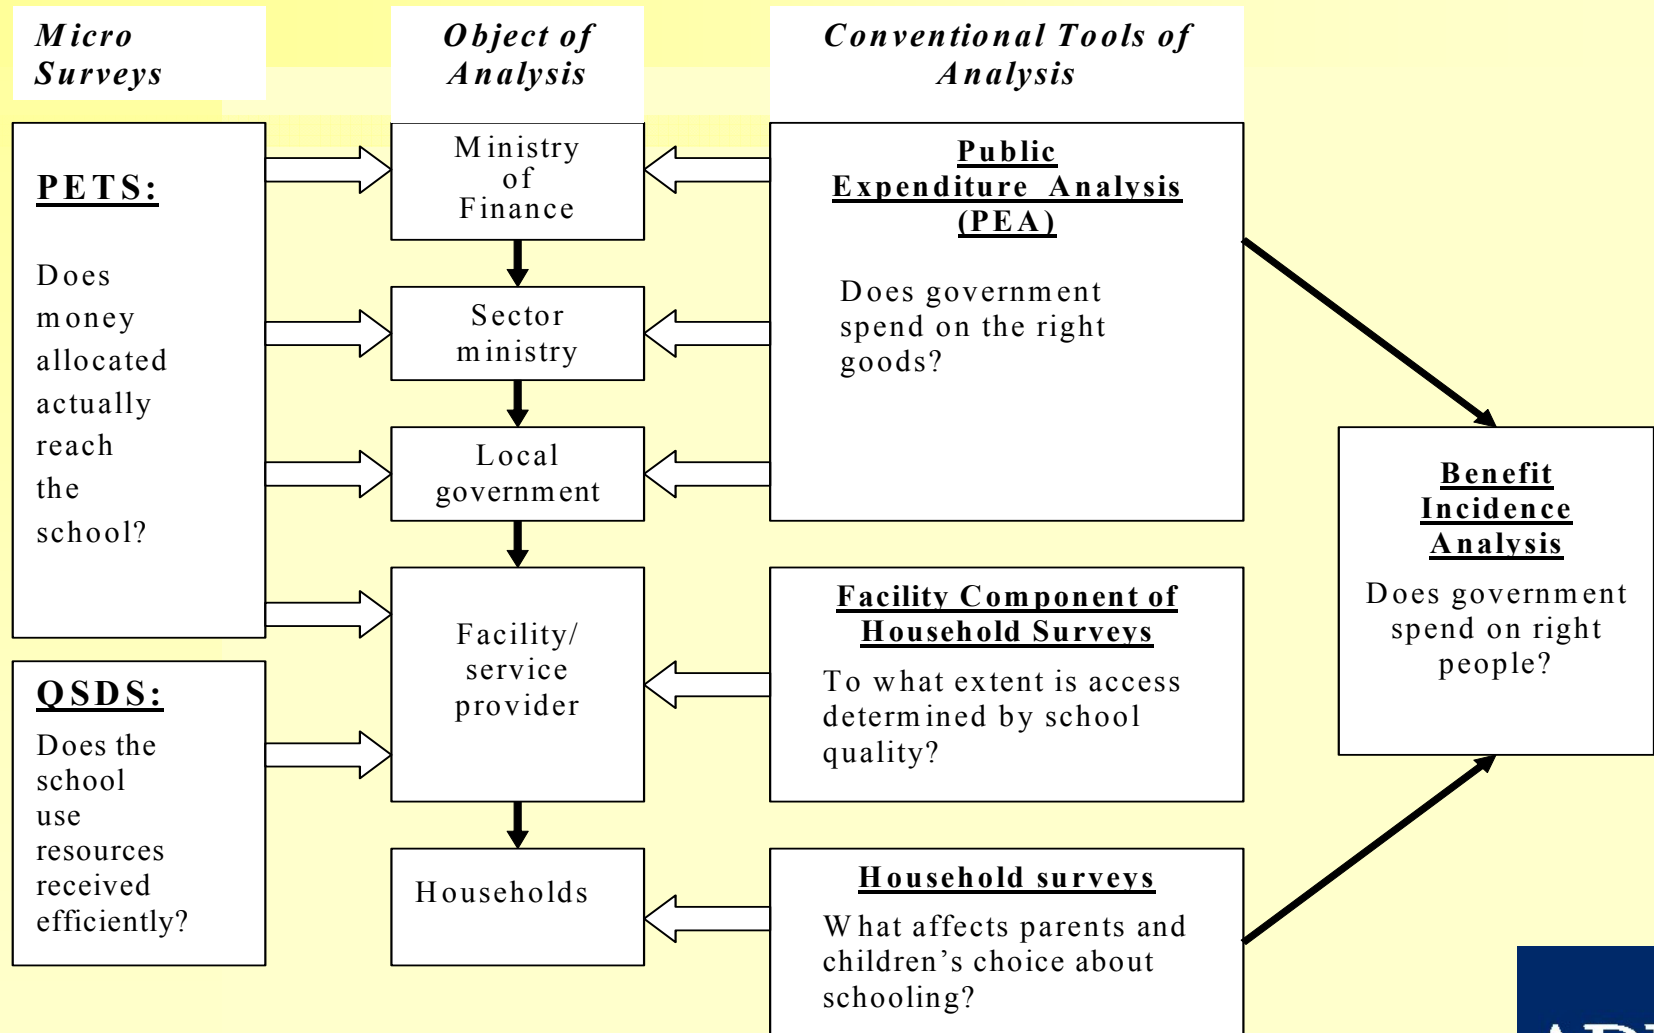 Micro
Surveys
Object of
Analysis
Conventional Tools of
Analysis
PETS:
Does
money
allocated
actually
reach
the
school?
QSDS:
Does the
school
use
resources
received
efficiently?
Ministry
of
Finance
Sector
ministry
Local
government
Facility/
service
provider
Households
Public
Expenditure Analysis
(PEA)
Does government
spend on the right
goods?
Facility Component of
Household Surveys
To what extent is access
determined by school
quality?
Household surveys
What affects parents and
children’s choice about
schooling?
Benefit
Incidence
Analysis
Does government
spend on right
people?